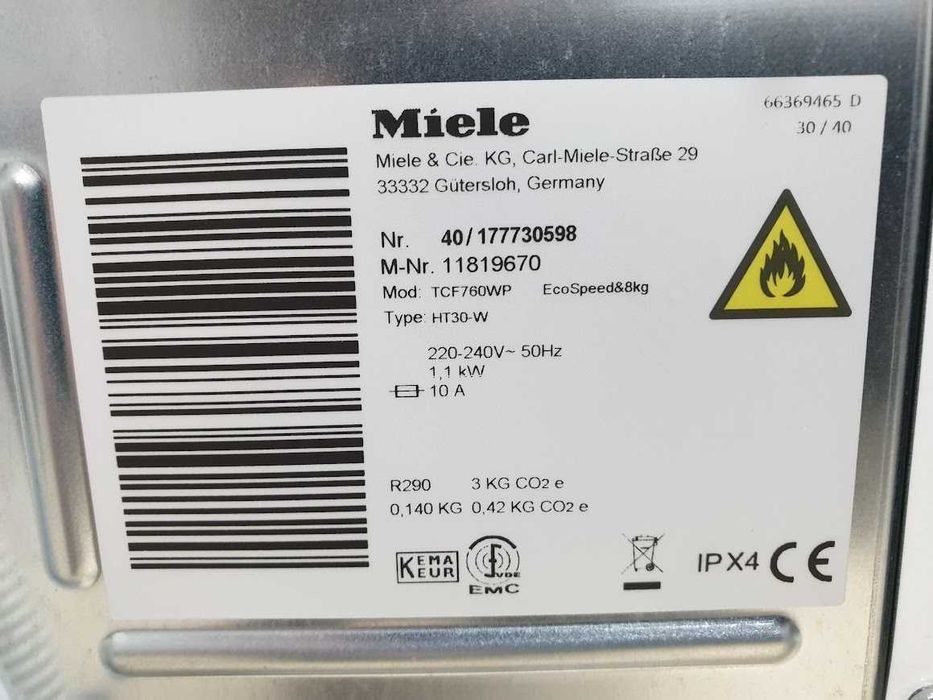 Miele
66369465 D
30 / 40
Miele & Cie. KG, Carl-Miele-Straße 29
33332 Gütersloh, Germany
Nr. 40/177730598
M-Nr. 11819670
Mod: TCF760WP EcoSpeed&8kg
Type: HT30-W
220-240V~ 50Hz
1,1 kW
10 A
R290 3 KG CO2 e
0,140 KG 0,42 KG CO2 e
KEMA
KEUR
VDE
EMC
IPX4 CE